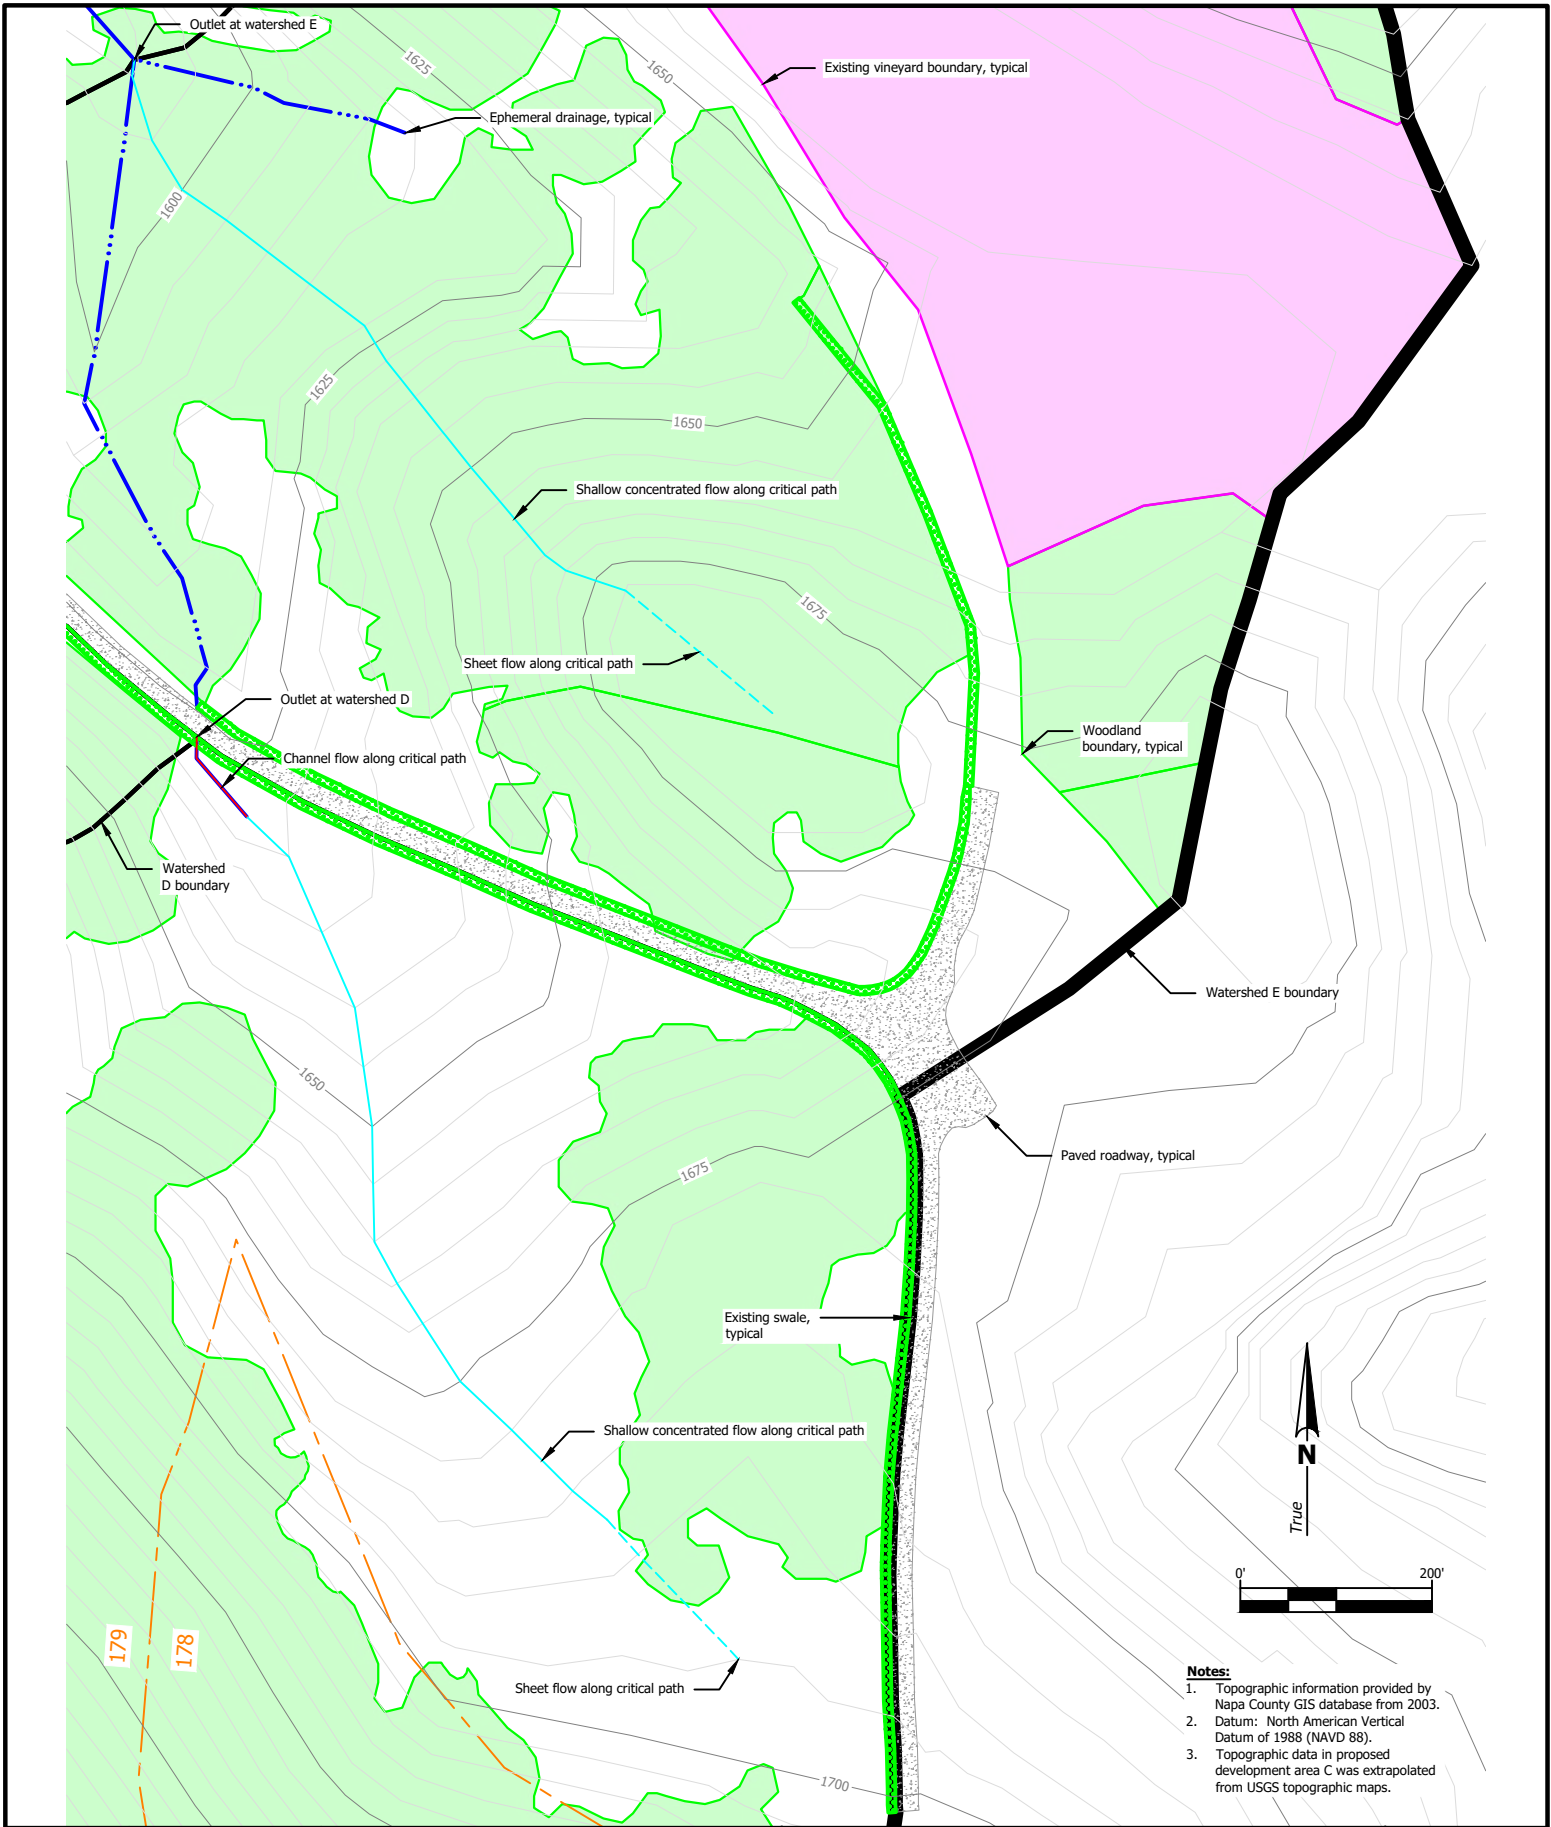 Outlet at watershed E
1625
1650
Existing vineyard boundary, typical
Ephemeral drainage, typical
1600
1625
1650
Shallow concentrated flow along critical path
1675
Sheet flow along critical path
Outlet at watershed D
Woodland
boundary, typical
Channel flow along critical path
Watershed
D boundary
Watershed E boundary
1650
Paved roadway, typical
1675
Existing swale,
typical
Shallow concentrated flow along critical path
N
True
0'
200'
179
178
Sheet flow along critical path
1700
Notes:
1. Topographic information provided by
Napa County GIS database from 2003.
2. Datum: North American Vertical
Datum of 1988 (NAVD 88).
3. Topographic data in proposed
development area C was extrapolated
from USGS topographic maps.